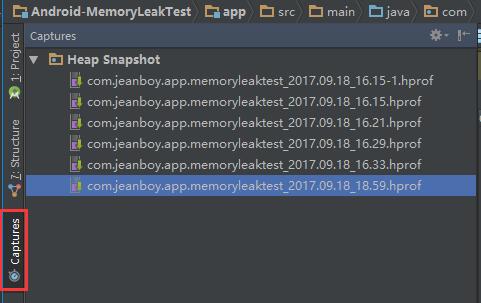 Android-MemoryLeakTest app src main java com
Captures
Heap Snapshot
com.jeanboy.app.memoryleaktest_2017.09.18_16.15-1.hprof
com.jeanboy.app.memoryleaktest_2017.09.18_16.15.hprof
com.jeanboy.app.memoryleaktest_2017.09.18_16.21.hprof
com.jeanboy.app.memoryleaktest_2017.09.18_16.29.hprof
com.jeanboy.app.memoryleaktest_2017.09.18_16.33.hprof
com.jeanboy.app.memoryleaktest_2017.09.18_18.59.hprof
1: Project
7: Structure
Captures